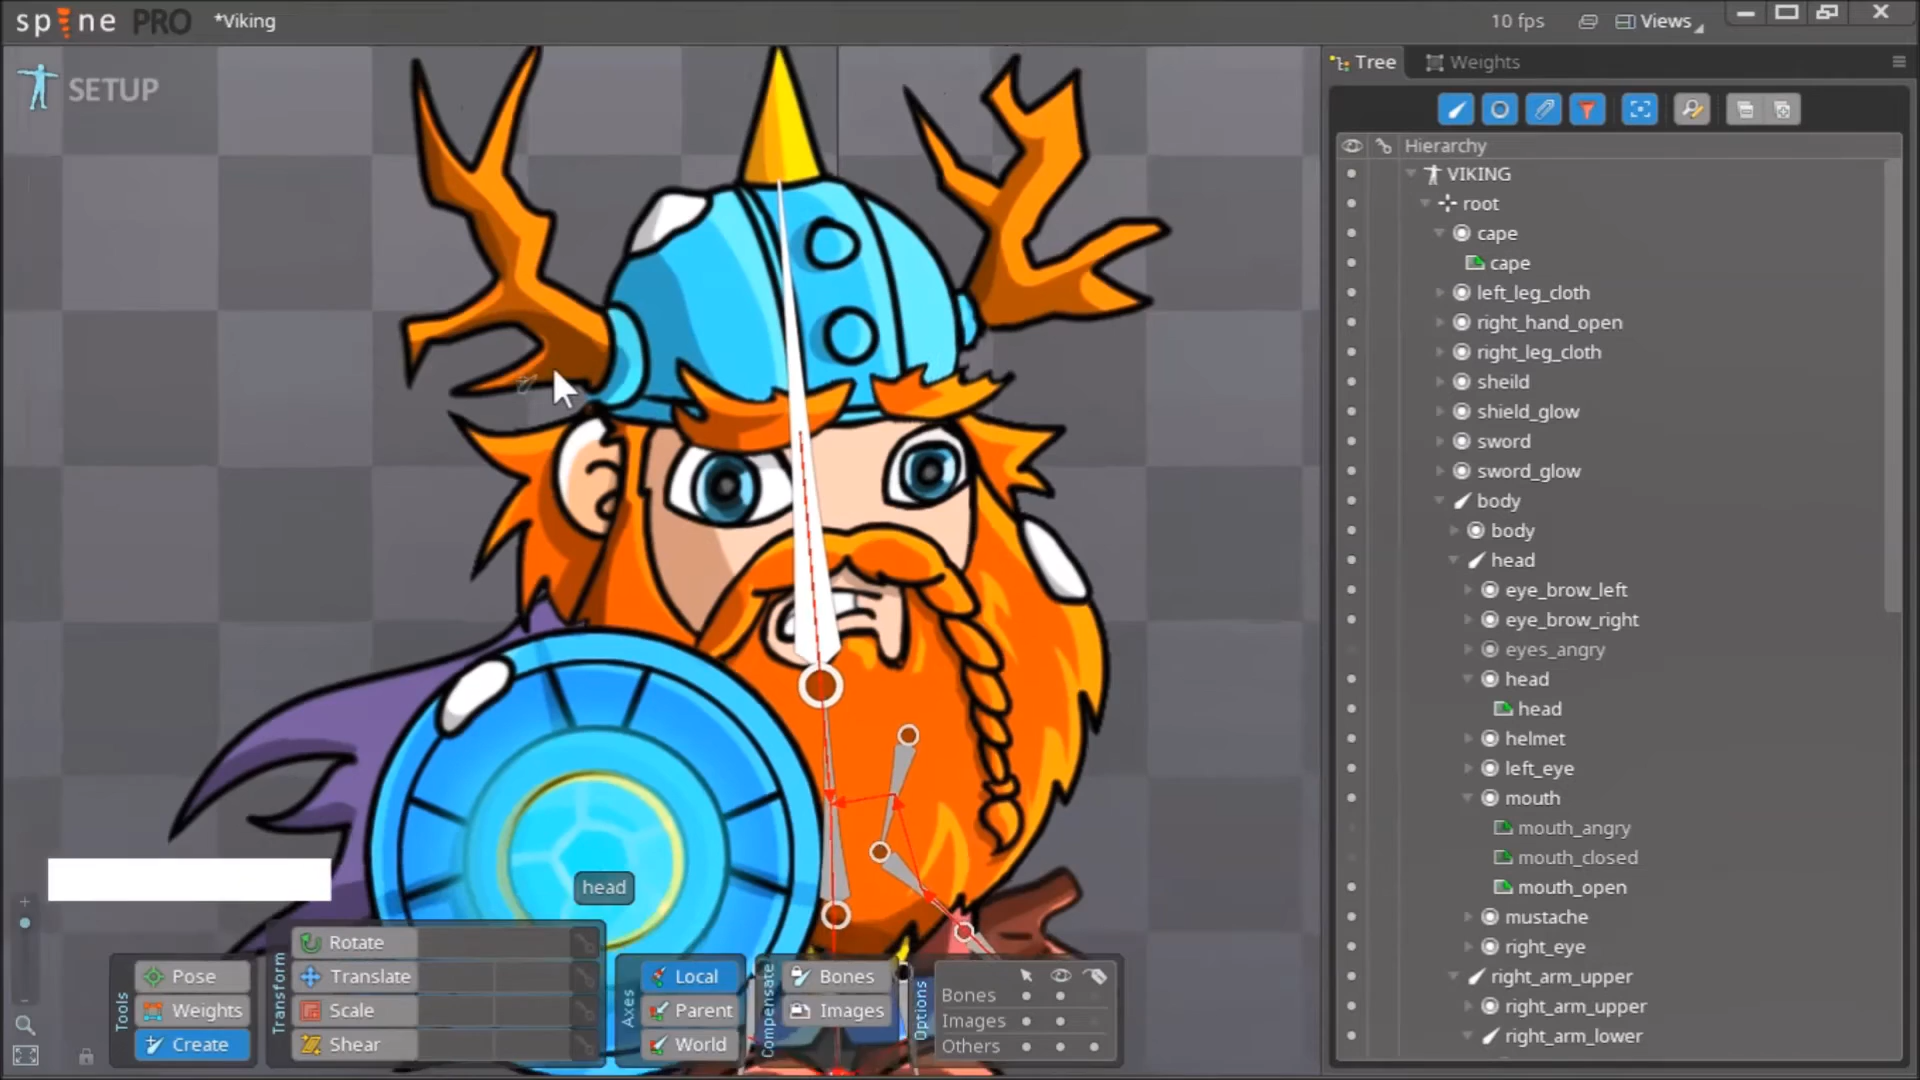 spine PRO *Viking 10 fps Views
SETUP
Tree Weights
Hierarchy
VIKING
root
cape
cape
left_leg_cloth
right_hand_open
right_leg_cloth
sheild
shield_glow
sword
sword_glow
body
body
head
eye_brow_left
eye_brow_right
eyes_angry
head
head
helmet
left_eye
mouth
mouth_angry
mouth_closed
mouth_open
mustache
right_eye
right_arm_upper
right_arm_upper
right_arm_lower
head
Tools
Pose
Weights
Create
Transform
Rotate
Translate
Scale
Shear
Axes
Local
Parent
World
Compensate
Bones
Images
Options
Bones
Images
Others